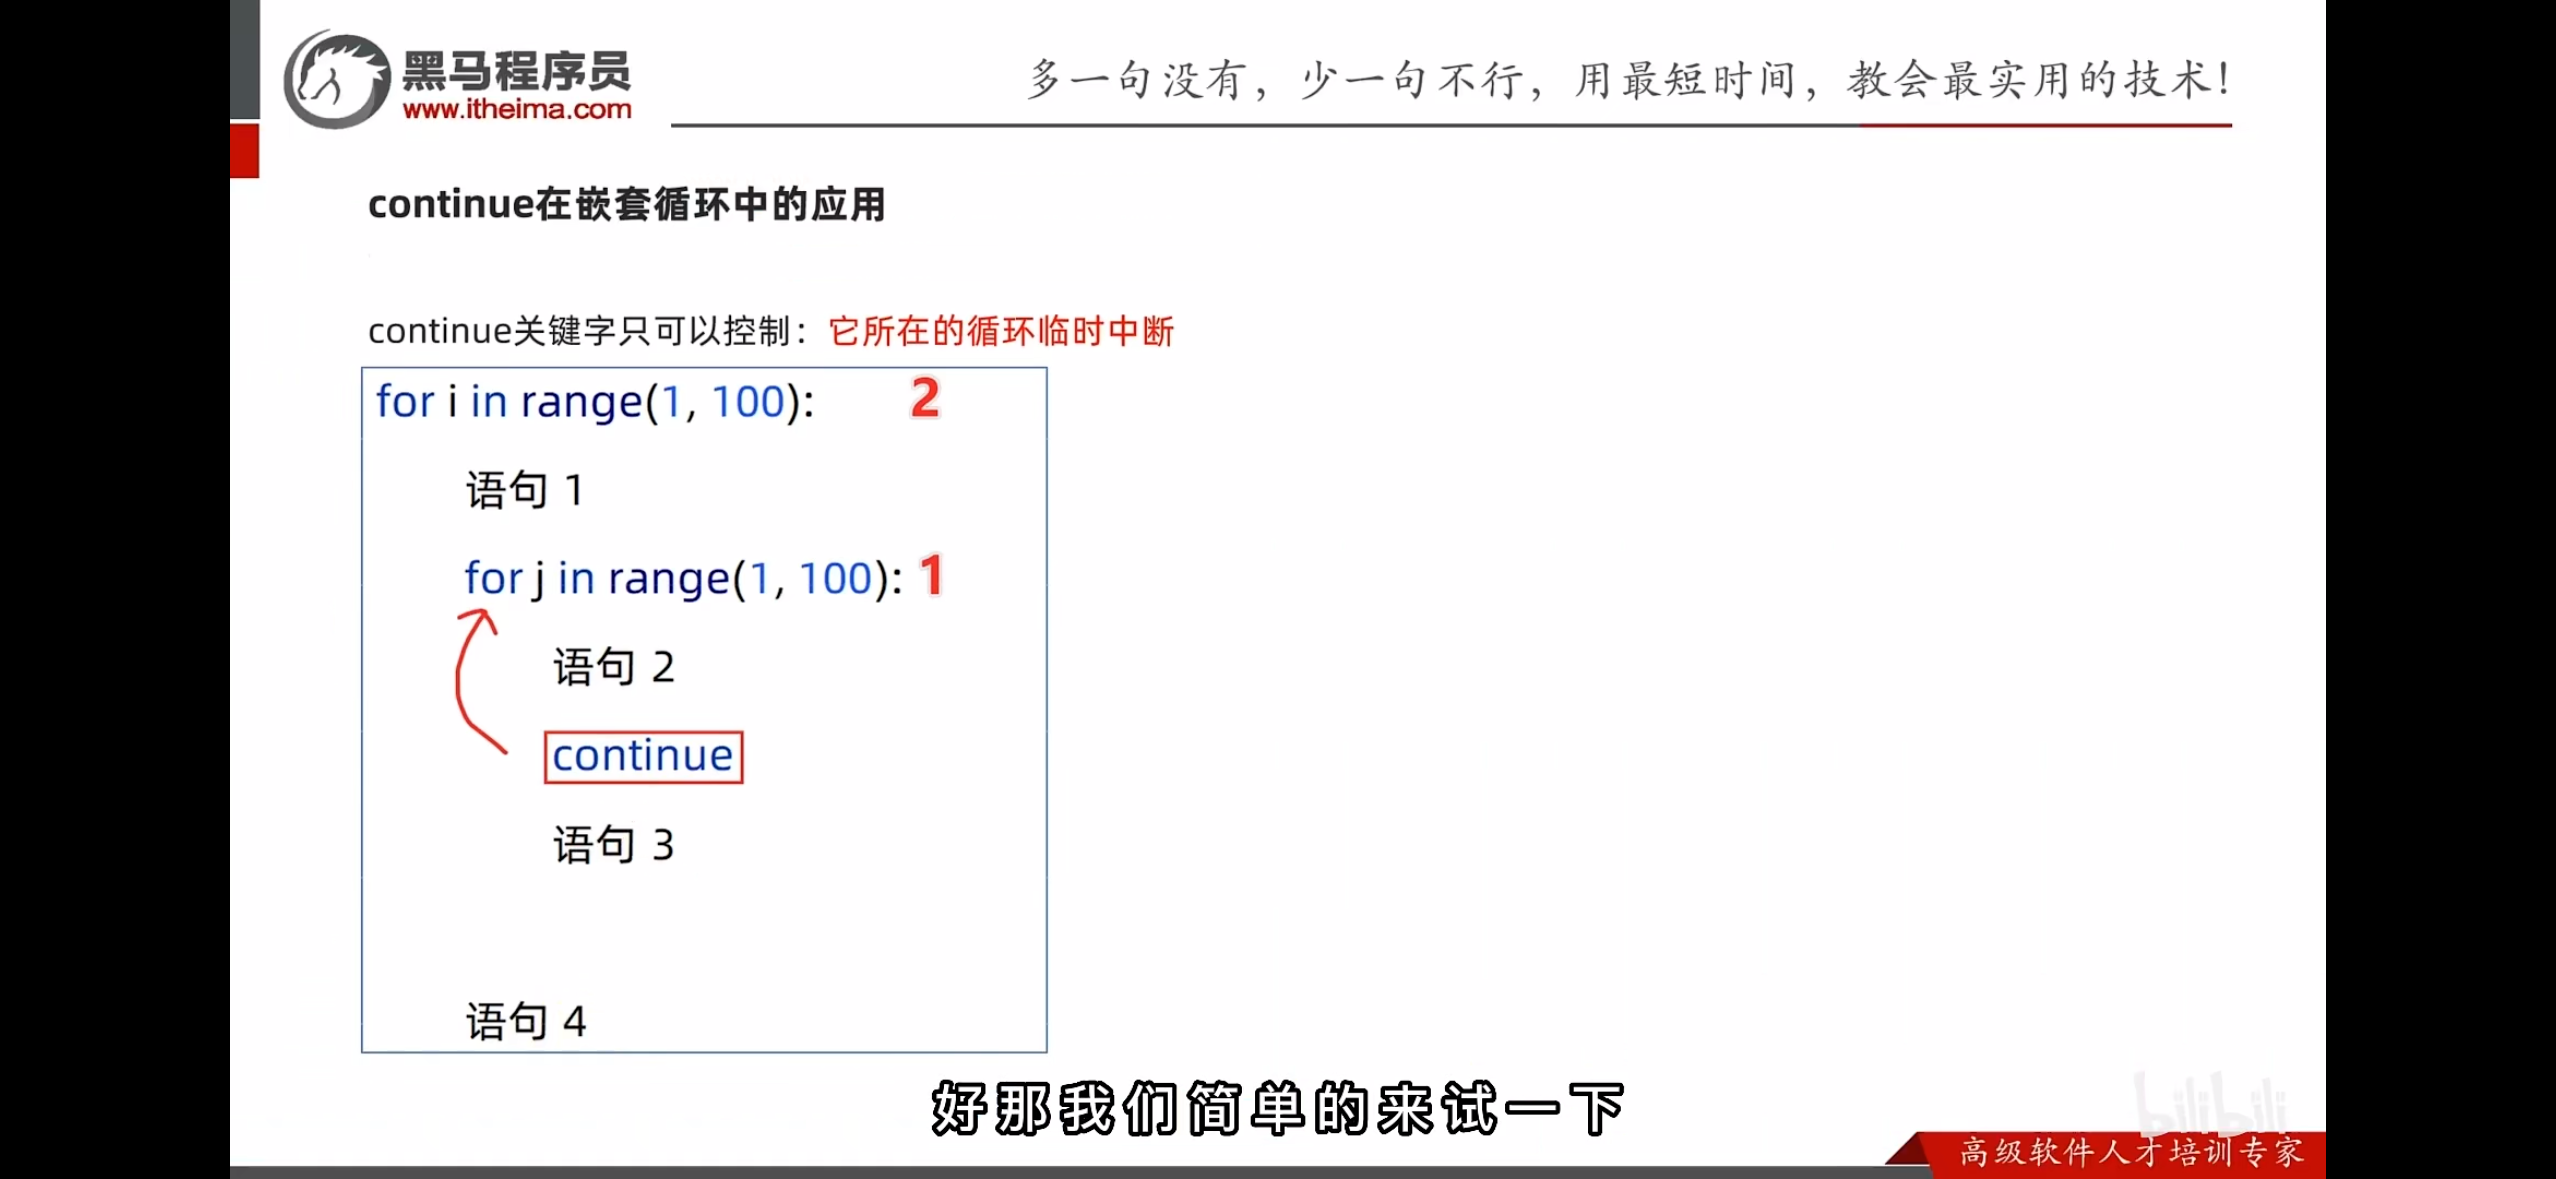 黑马程序员
www.itheima.com
多一句没有，少一句不行，用最短时间，教会最实用的技术！
continue在嵌套循环中的应用
continue关键字只可以控制：它所在的循环临时中断
for i in range(1, 100): 2
语句 1
for j in range(1, 100): 1
语句 2
continue
语句 3
语句 4
好那我们简单的来试一下
bilibili
高级软件人才培训专家